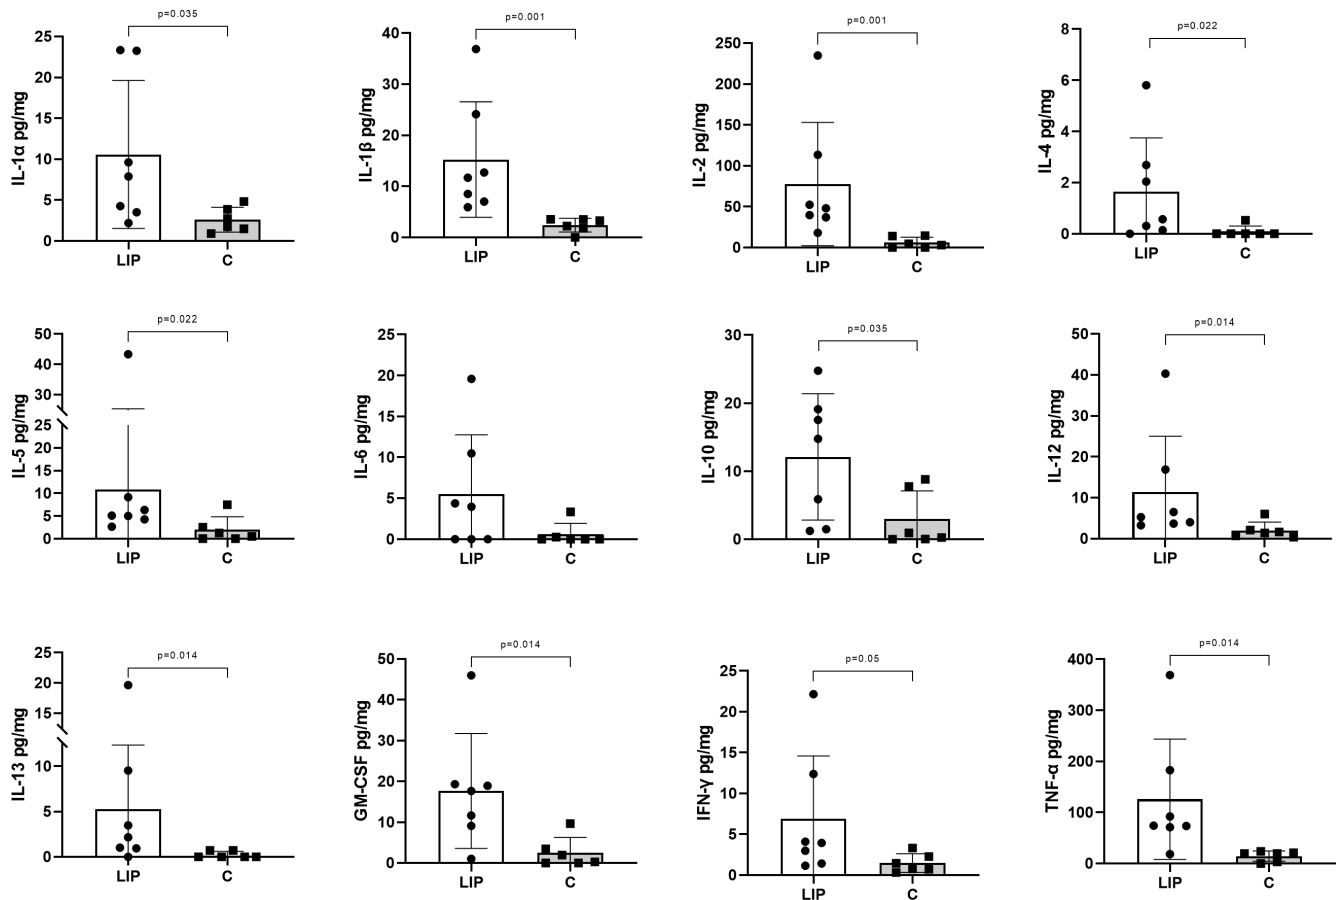 p=0.035
25
20
15
10
5
0
IL-1α pg/mg
LIP
C
p=0.001
40
30
20
10
0
IL-1β pg/mg
LIP
C
p=0.001
250
200
150
100
50
0
IL-2 pg/mg
LIP
C
p=0.022
8
6
4
2
0
IL-4 pg/mg
LIP
C
p=0.022
50
40
30
25
20
15
10
5
0
IL-5 pg/mg
LIP
C
25
20
15
10
5
0
IL-6 pg/mg
LIP
C
p=0.035
30
20
10
0
IL-10 pg/mg
LIP
C
p=0.014
50
40
30
20
10
0
IL-12 pg/mg
LIP
C
p=0.014
25
20
15
10
5
0
IL-13 pg/mg
LIP
C
p=0.014
50
40
30
20
10
0
GM-CSF pg/mg
LIP
C
p=0.05
25
20
15
10
5
0
IFN-γ pg/mg
LIP
C
p=0.014
400
300
200
100
0
TNF-α pg/mg
LIP
C